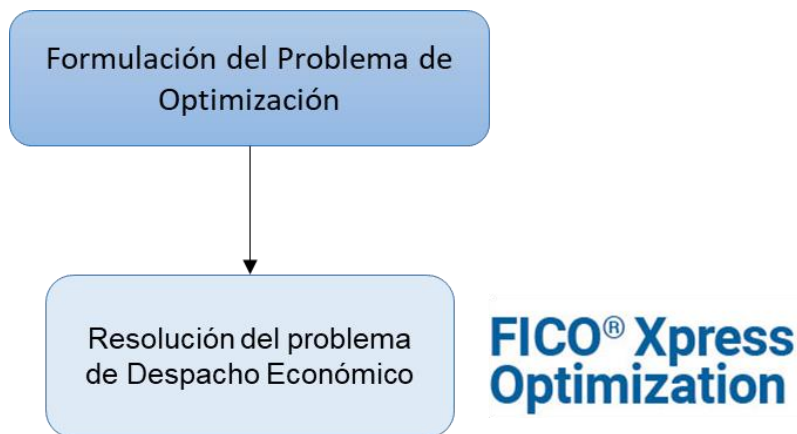 Formulación del Problema de
Optimización
Resolución del problema
de Despacho Económico
FICO® Xpress
Optimization